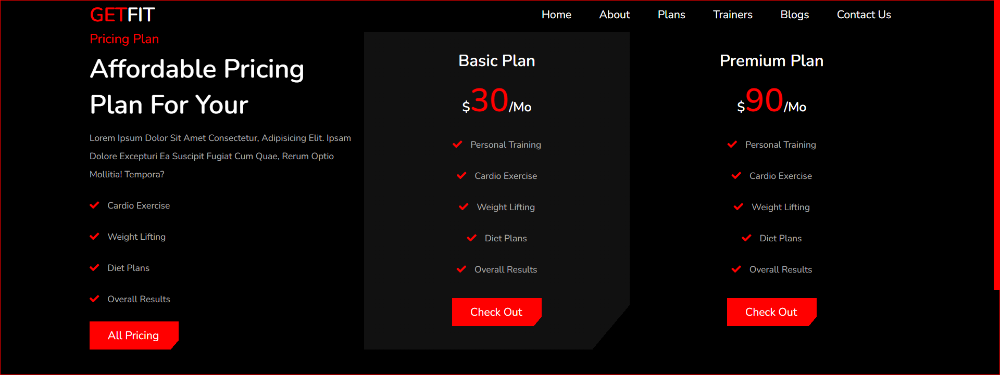 GETFIT
Home About Plans Trainers Blogs Contact Us
Pricing Plan
Affordable Pricing
Plan For Your
Lorem Ipsum Dolor Sit Amet Consectetur, Adipisicing Elit. Ipsam
Dolore Excepturi Ea Suscipit Fugiat Cum Quae, Rerum Optio
Mollitia! Tempora?
Cardio Exercise
Weight Lifting
Diet Plans
Overall Results
All Pricing
Basic Plan
$30/Mo
Personal Training
Cardio Exercise
Weight Lifting
Diet Plans
Overall Results
Check Out
Premium Plan
$90/Mo
Personal Training
Cardio Exercise
Weight Lifting
Diet Plans
Overall Results
Check Out